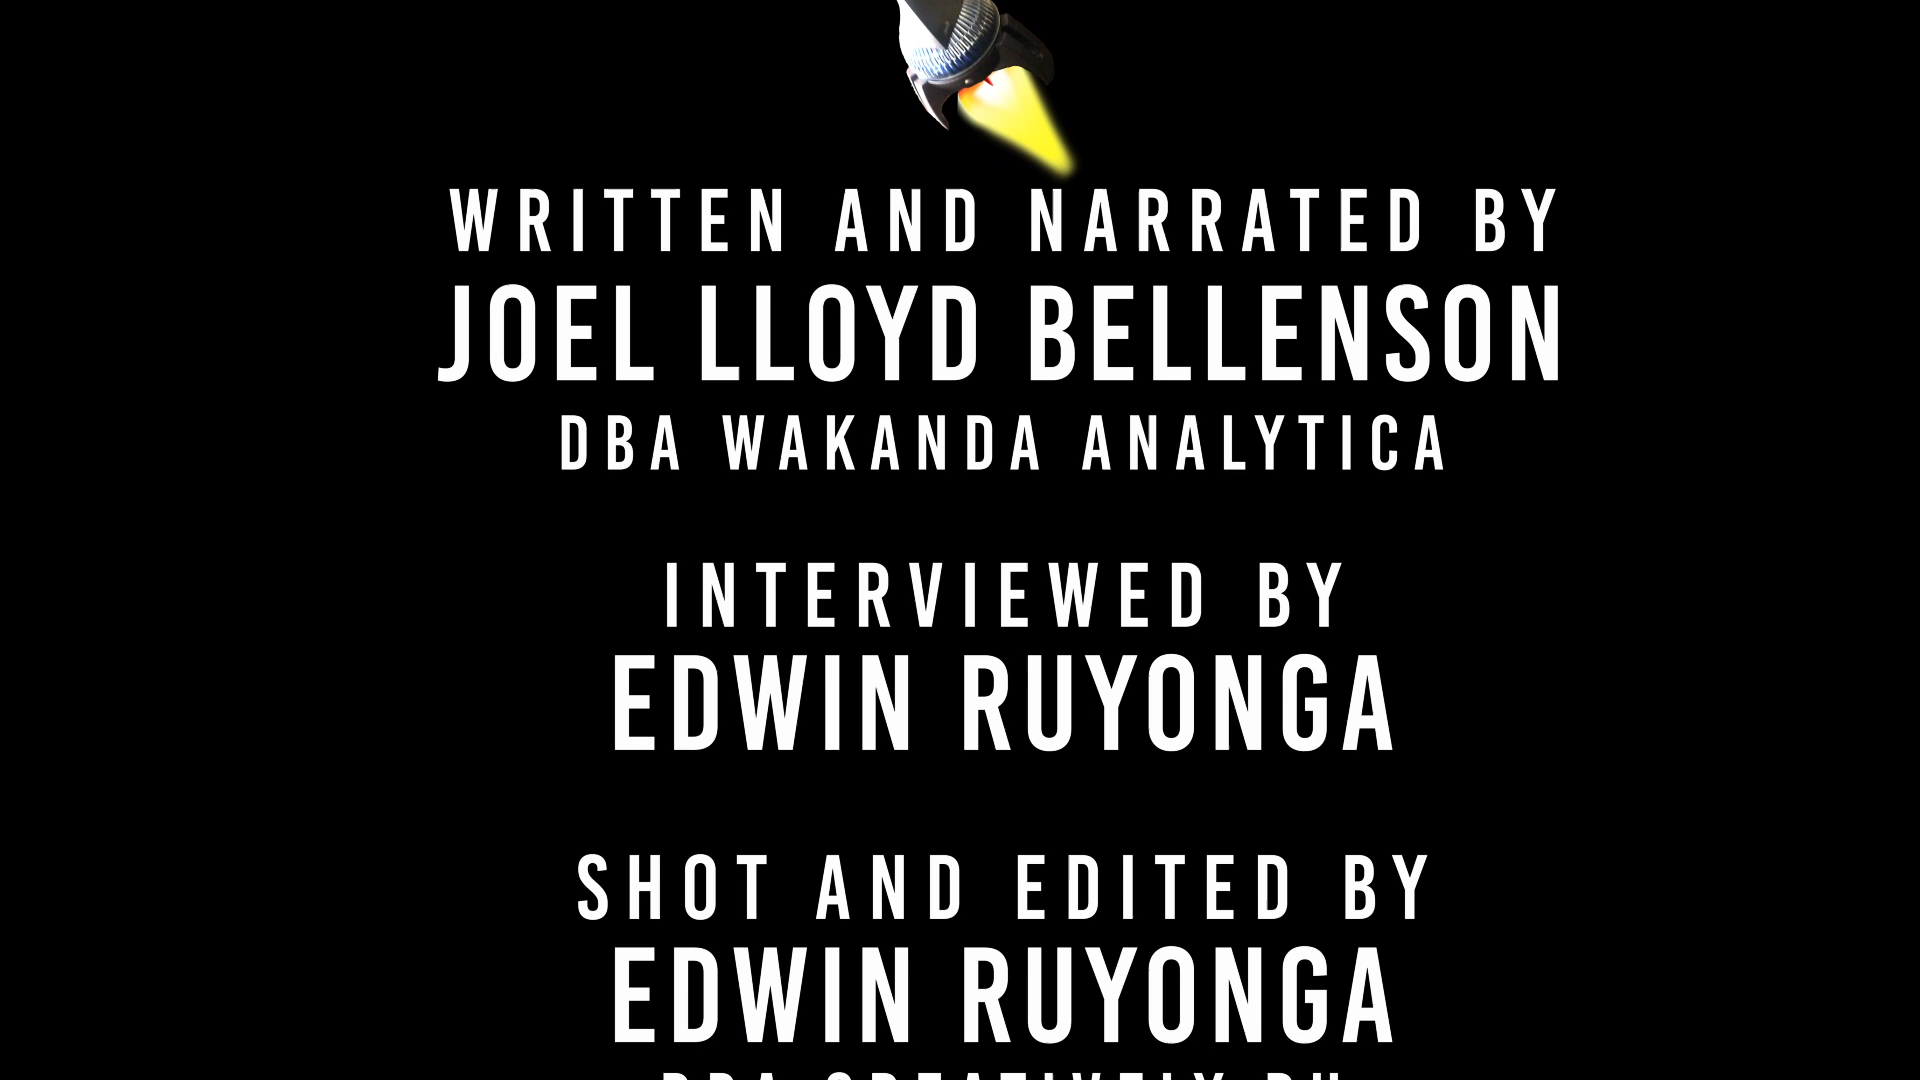 WRITTEN AND NARRATED BY
JOEL LLOYD BELLENSON
DBA WAKANDA ANALYTICA
INTERVIEWED BY
EDWIN RUYONGA
SHOT AND EDITED BY
EDWIN RUYONGA